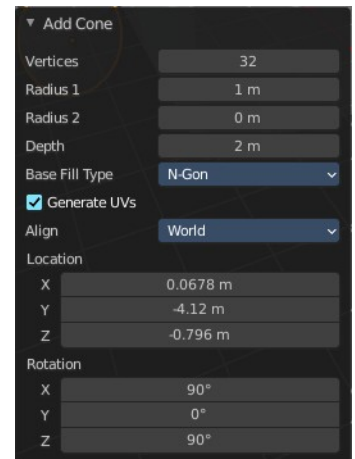 Add Cone
Vertices 32
Radius 1 1 m
Radius 2 0 m
Depth 2 m
Base Fill Type N-Gon
Generate UVs
Align World
Location
X 0.0678 m
Y -4.12 m
Z -0.796 m
Rotation
X 90°
Y 0°
Z 90°